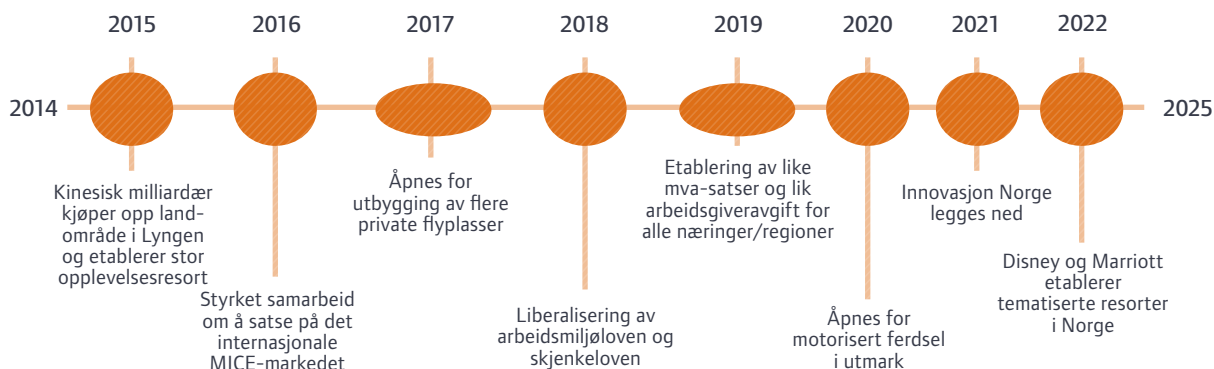 2015
2016
2017
2018
2019
2020
2021
2022
2014
2025
Kinesisk milliardær
kjøper opp land-
område i Lyngen
og etablerer stor
opplevelsesresort
Styrket samarbeid
om å satse på det
internasjonale
MICE-markedet
Åpnes for
utbygging av flere
private flyplasser
Liberalisering av
arbeidsmiljøloven og
skjenkeloven
Etablering av like
mva-satser og lik
arbeidsgiveravgift for
alle næringer/regioner
Åpnes for
motorisert ferdsel
i utmark
Innovasjon Norge
legges ned
Disney og Marriott
etablerer
tematiserte resorter
i Norge